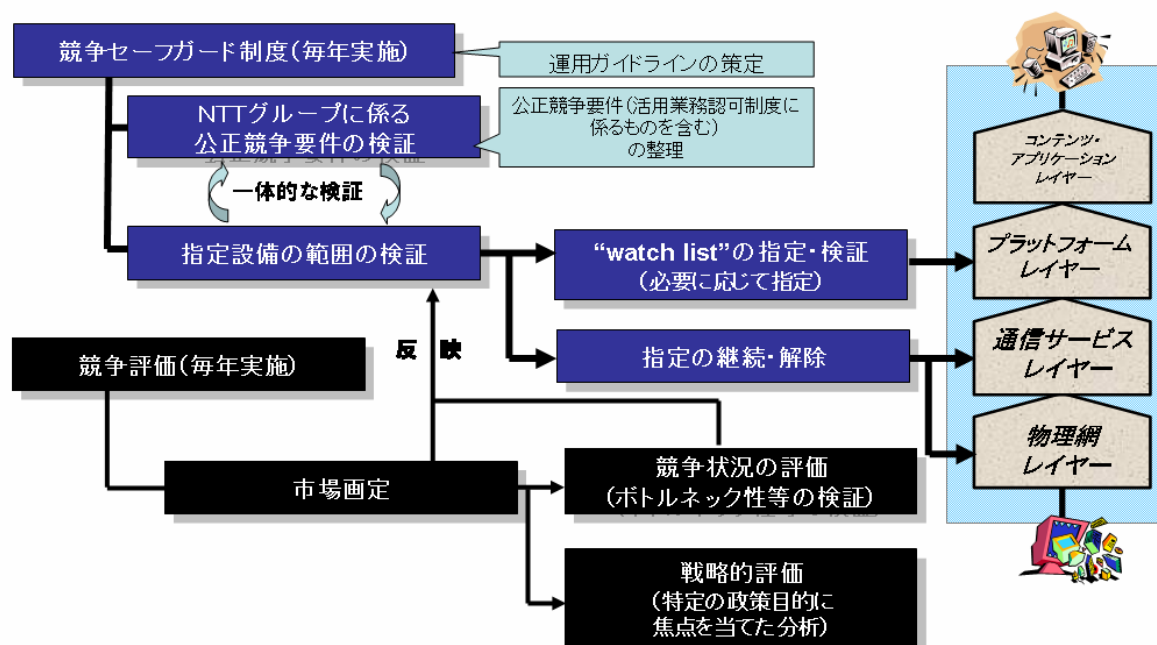 競争セーフガード制度(毎年実施)
運用ガイドラインの策定
NTTグループに係る
公正競争要件の検証
公正競争要件(活用業務認可制度に
係るものを含む)
の整理
一体的な検証
指定設備の範囲の検証
“watch list”の指定・検証
(必要に応じて指定)
反映
指定の継続・解除
競争評価(毎年実施)
市場画定
競争状況の評価
(ボトルネック性等の検証)
戦略的評価
(特定の政策目的に
焦点を当てた分析)
コンテンツ・
アプリケーション
レイヤー
プラットフォーム
レイヤー
通信サービス
レイヤー
物理網
レイヤー